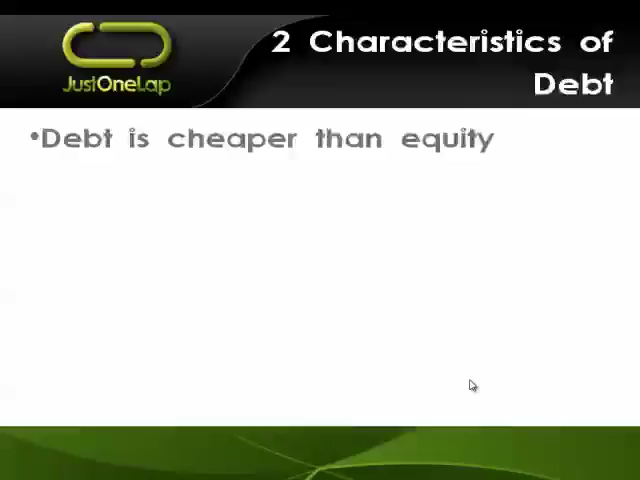 2 Characteristics of
Debt
JustOneLap
•Debt is cheaper than equity